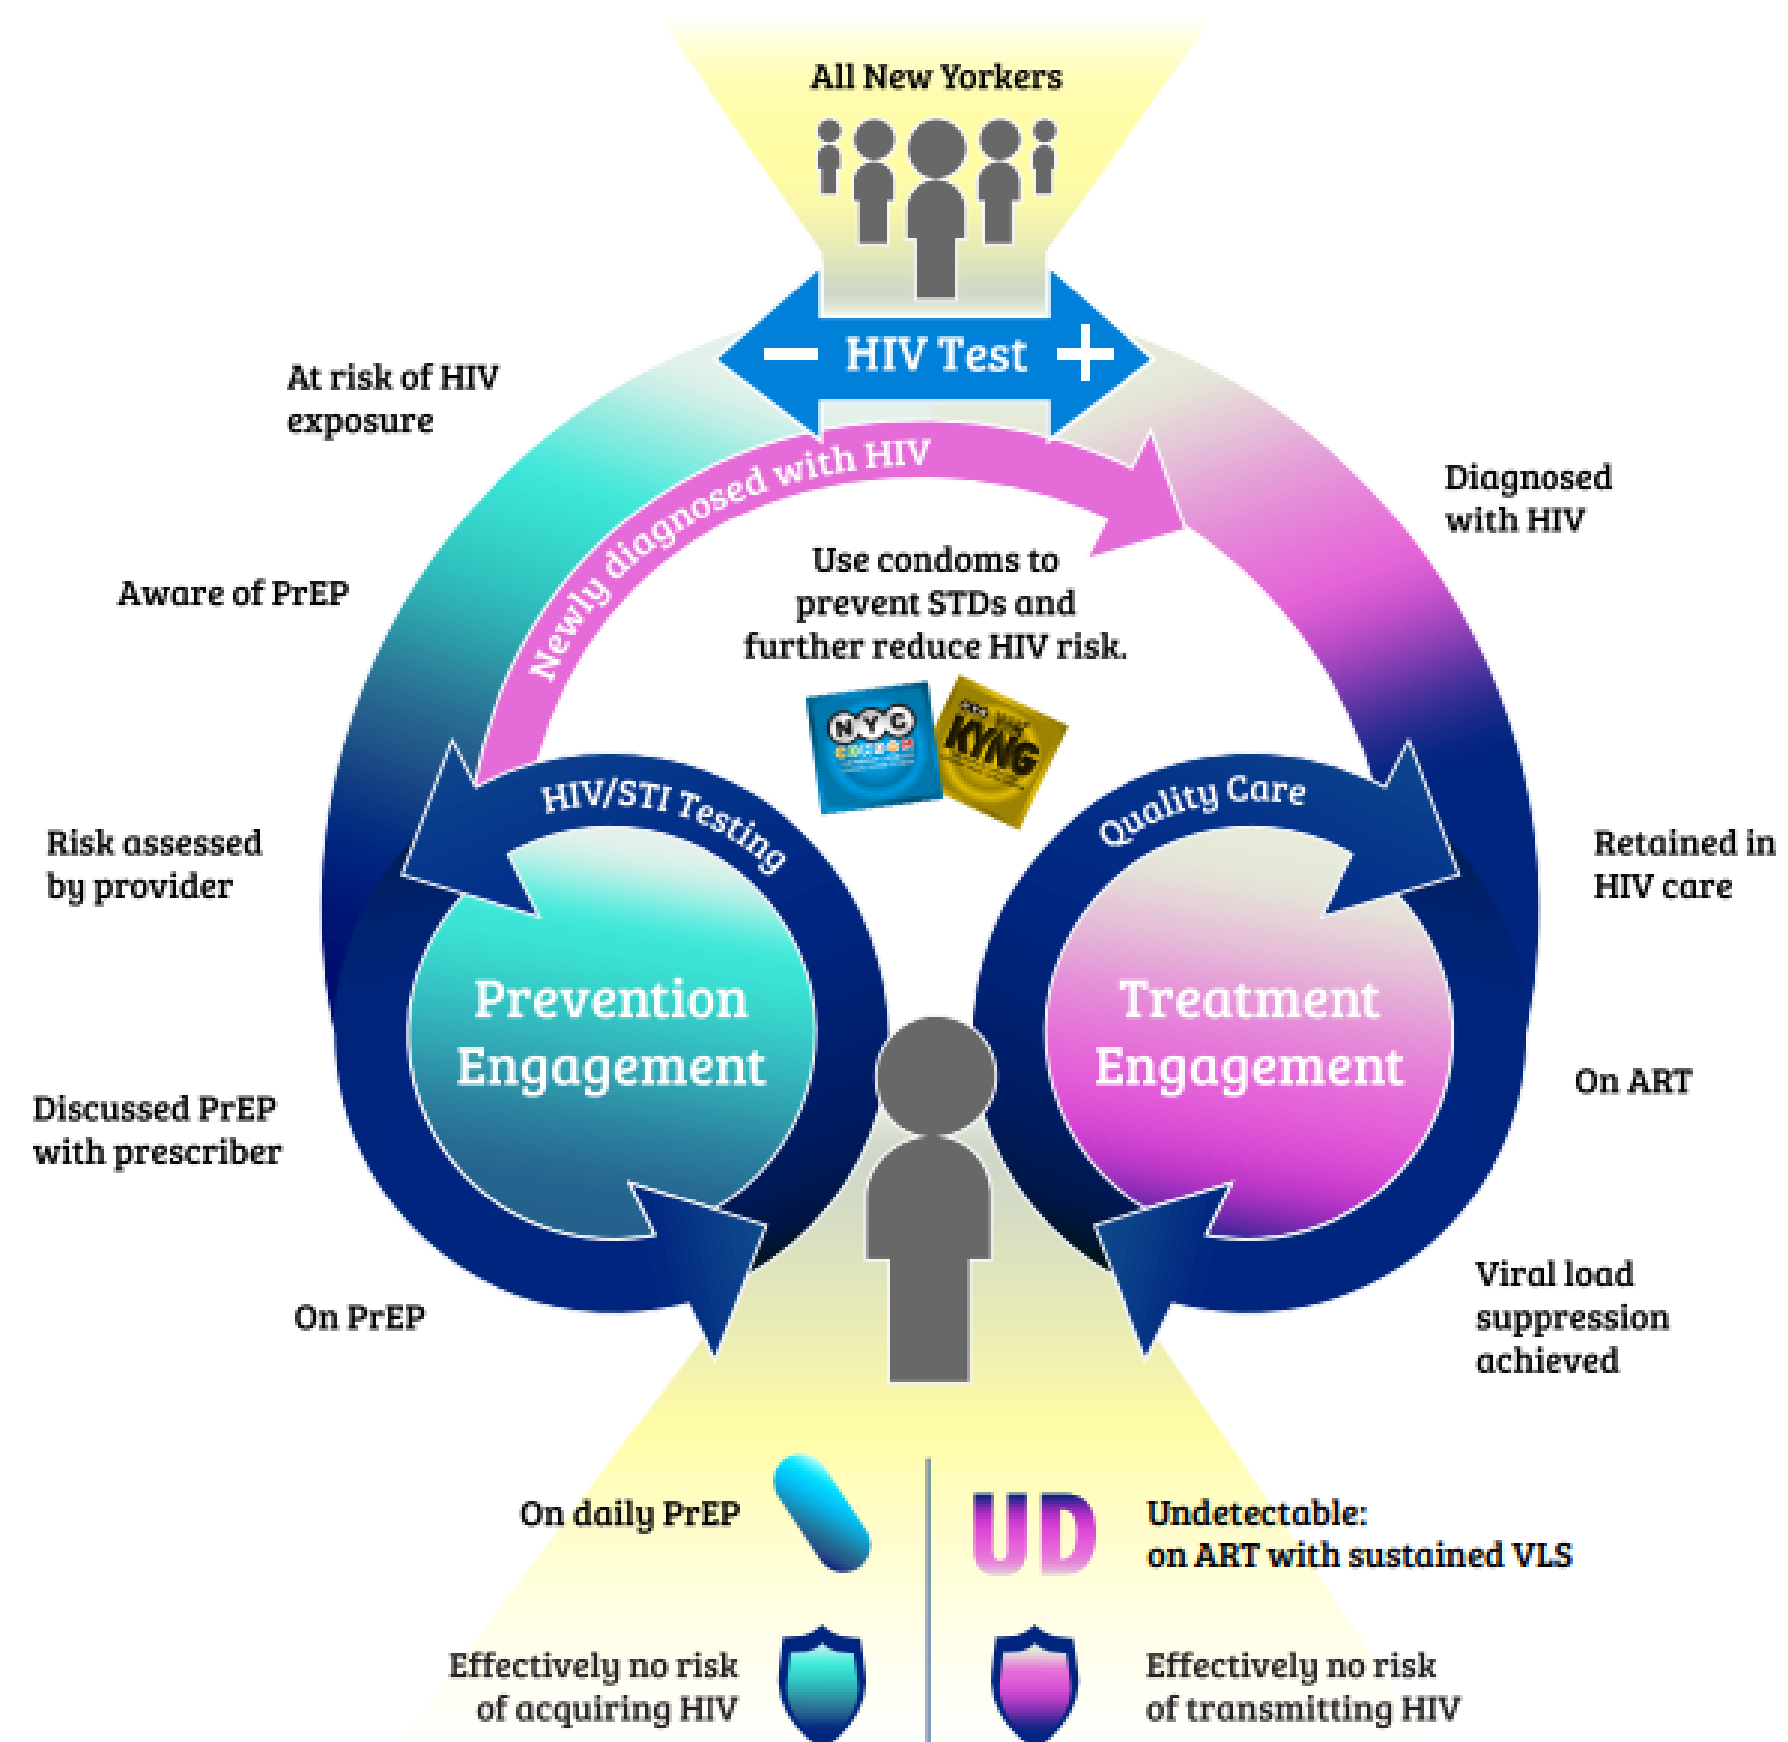 All New Yorkers
− HIV Test +
At risk of HIV
exposure
Aware of PrEP
Risk assessed
by provider
Discussed PrEP
with prescriber
On PrEP
Newly diagnosed with HIV
Use condoms to
prevent STDs and
further reduce HIV risk.
NYC
CONDOM
KYNG
Diagnosed
with HIV
Retained in
HIV care
On ART
Viral load
suppression
achieved
HIV/STI Testing
Prevention
Engagement
Quality Care
Treatment
Engagement
On daily PrEP
UD
Undetectable:
on ART with sustained VLS
Effectively no risk
of acquiring HIV
Effectively no risk
of transmitting HIV